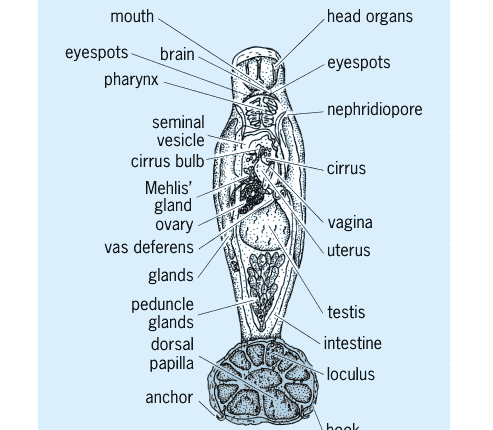 mouth
head organs
eyespots
brain
eyespots
pharynx
nephridiopore
seminal
vesicle
cirrus bulb
cirrus
Mehlis'
gland
ovary
vagina
vas deferens
uterus
glands
peduncle
glands
testis
dorsal
papilla
intestine
loculus
anchor
hook